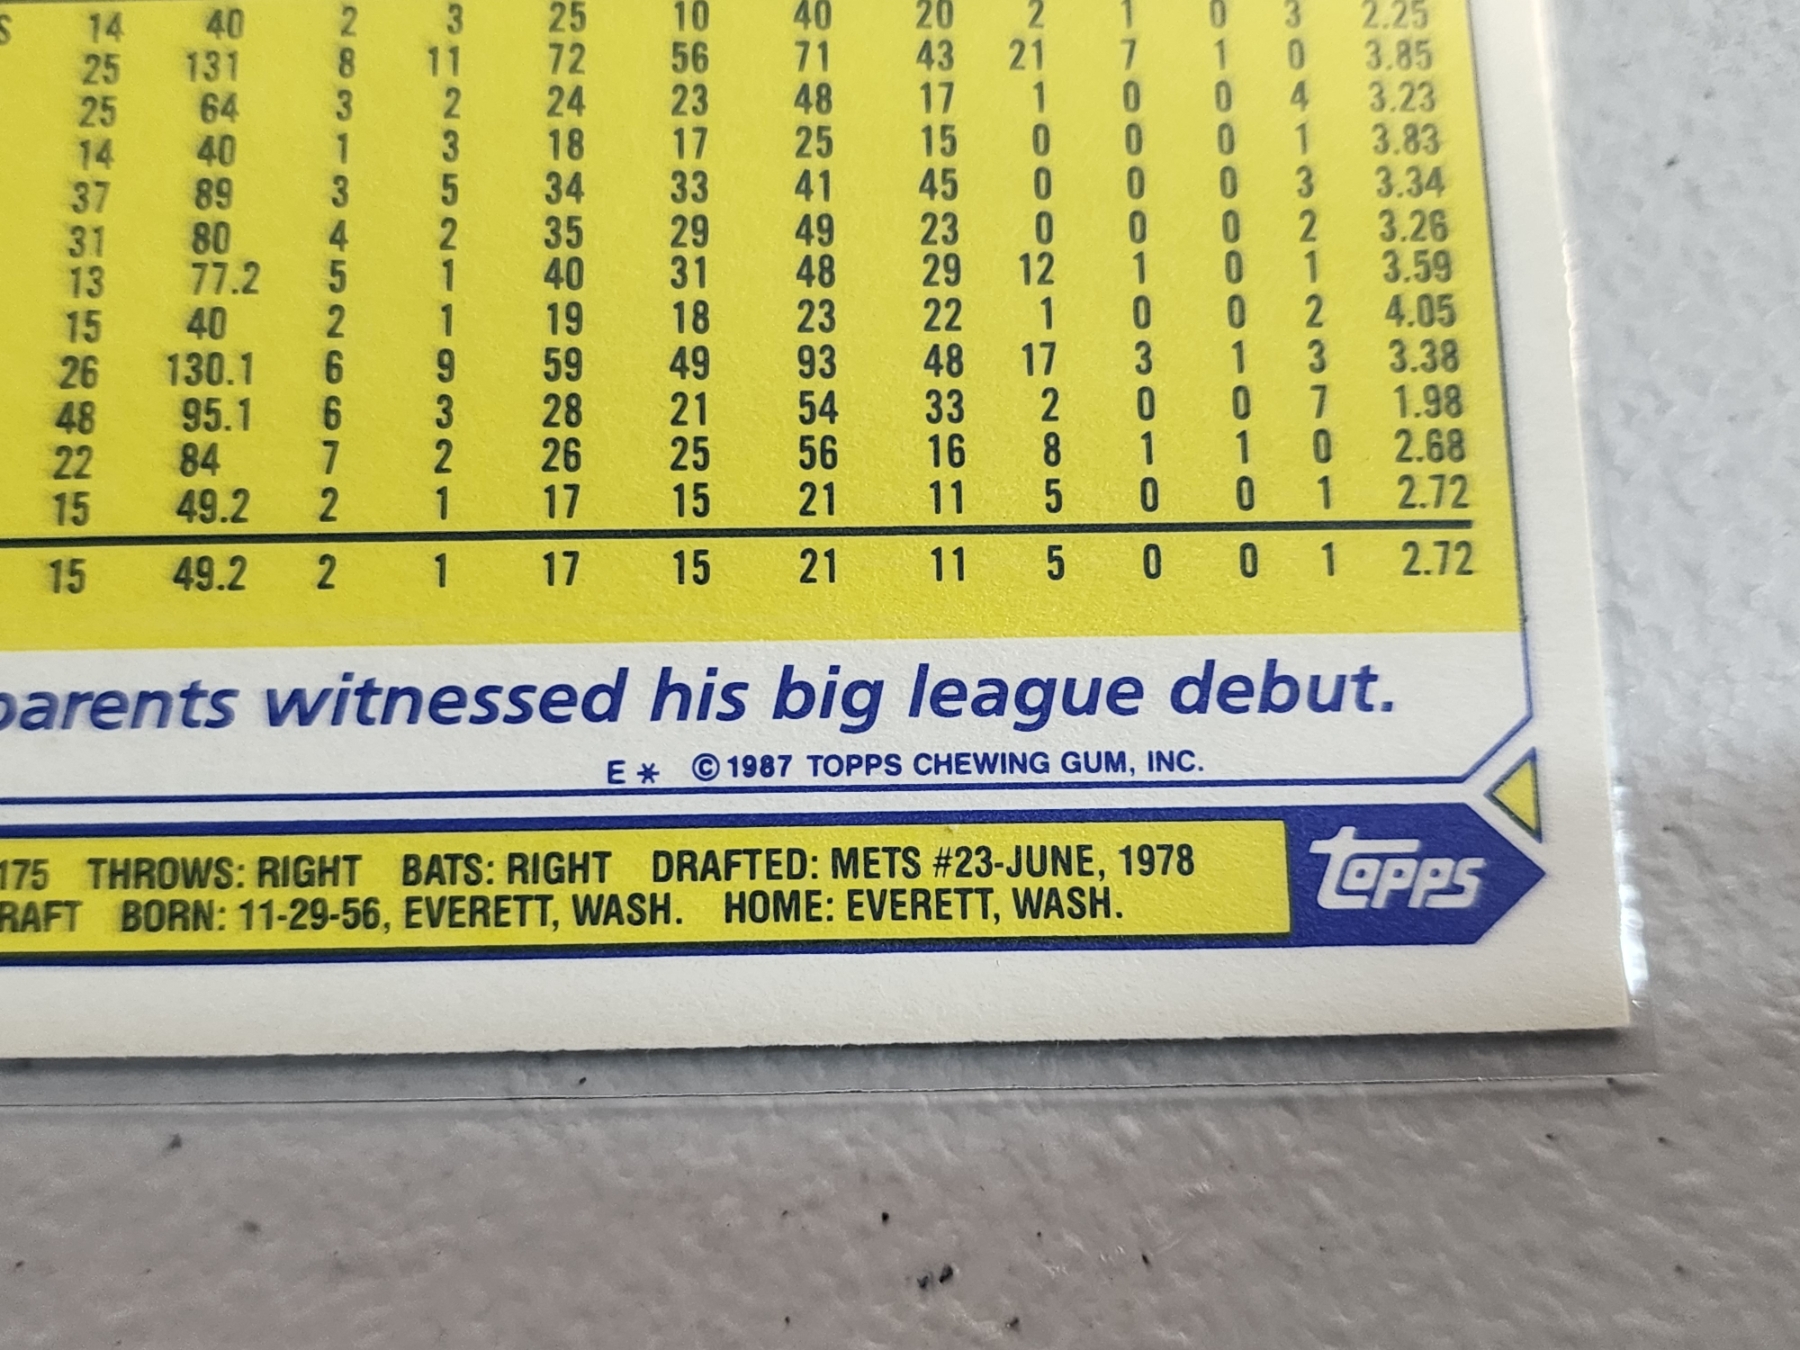 14 40 2 3 25 10 40 20 2 1 0 3 2.25
25 131 8 11 72 56 71 43 21 7 1 0 3.85
25 64 3 2 24 23 48 17 1 0 0 4 3.23
14 40 1 3 18 17 25 15 0 0 0 1 3.83
37 89 3 5 34 33 41 45 0 0 0 3 3.34
31 80 4 2 35 29 49 23 0 0 0 2 3.26
13 77.2 5 1 40 31 48 29 12 1 0 1 3.59
15 40 2 1 19 18 23 22 1 0 0 2 4.05
26 130.1 6 9 59 49 93 48 17 3 1 3 3.38
48 95.1 6 3 28 21 54 33 2 0 0 7 1.98
22 84 7 2 26 25 56 16 8 1 1 0 2.68
15 49.2 2 1 17 15 21 11 5 0 0 1 2.72
15 49.2 2 1 17 15 21 11 5 0 0 1 2.72
parents witnessed his big league debut.
E* ©1987 TOPPS CHEWING GUM, INC.
175 THROWS: RIGHT BATS: RIGHT DRAFTED: METS #23-JUNE, 1978
RAFT BORN: 11-29-56, EVERETT, WASH. HOME: EVERETT, WASH.
topps